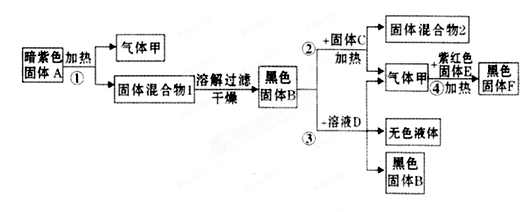 暗紫色
固体A
加热
①
气体甲
固体混合物1
溶解过滤
干燥
黑色
固体B
②
+固体C
加热
固体混合物2
气体甲
+紫红色
固体E
④加热
黑色
固体F
③
+溶液D
无色液体
黑色
固体B